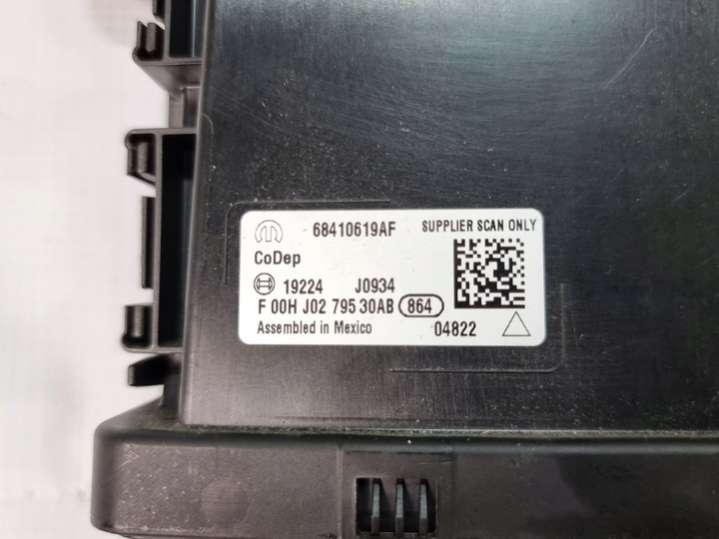 68410619AF SUPPLIER SCAN ONLY
CoDep
19224 J0934
F 00H J02 795 30AB 864
Assembled in Mexico 04822